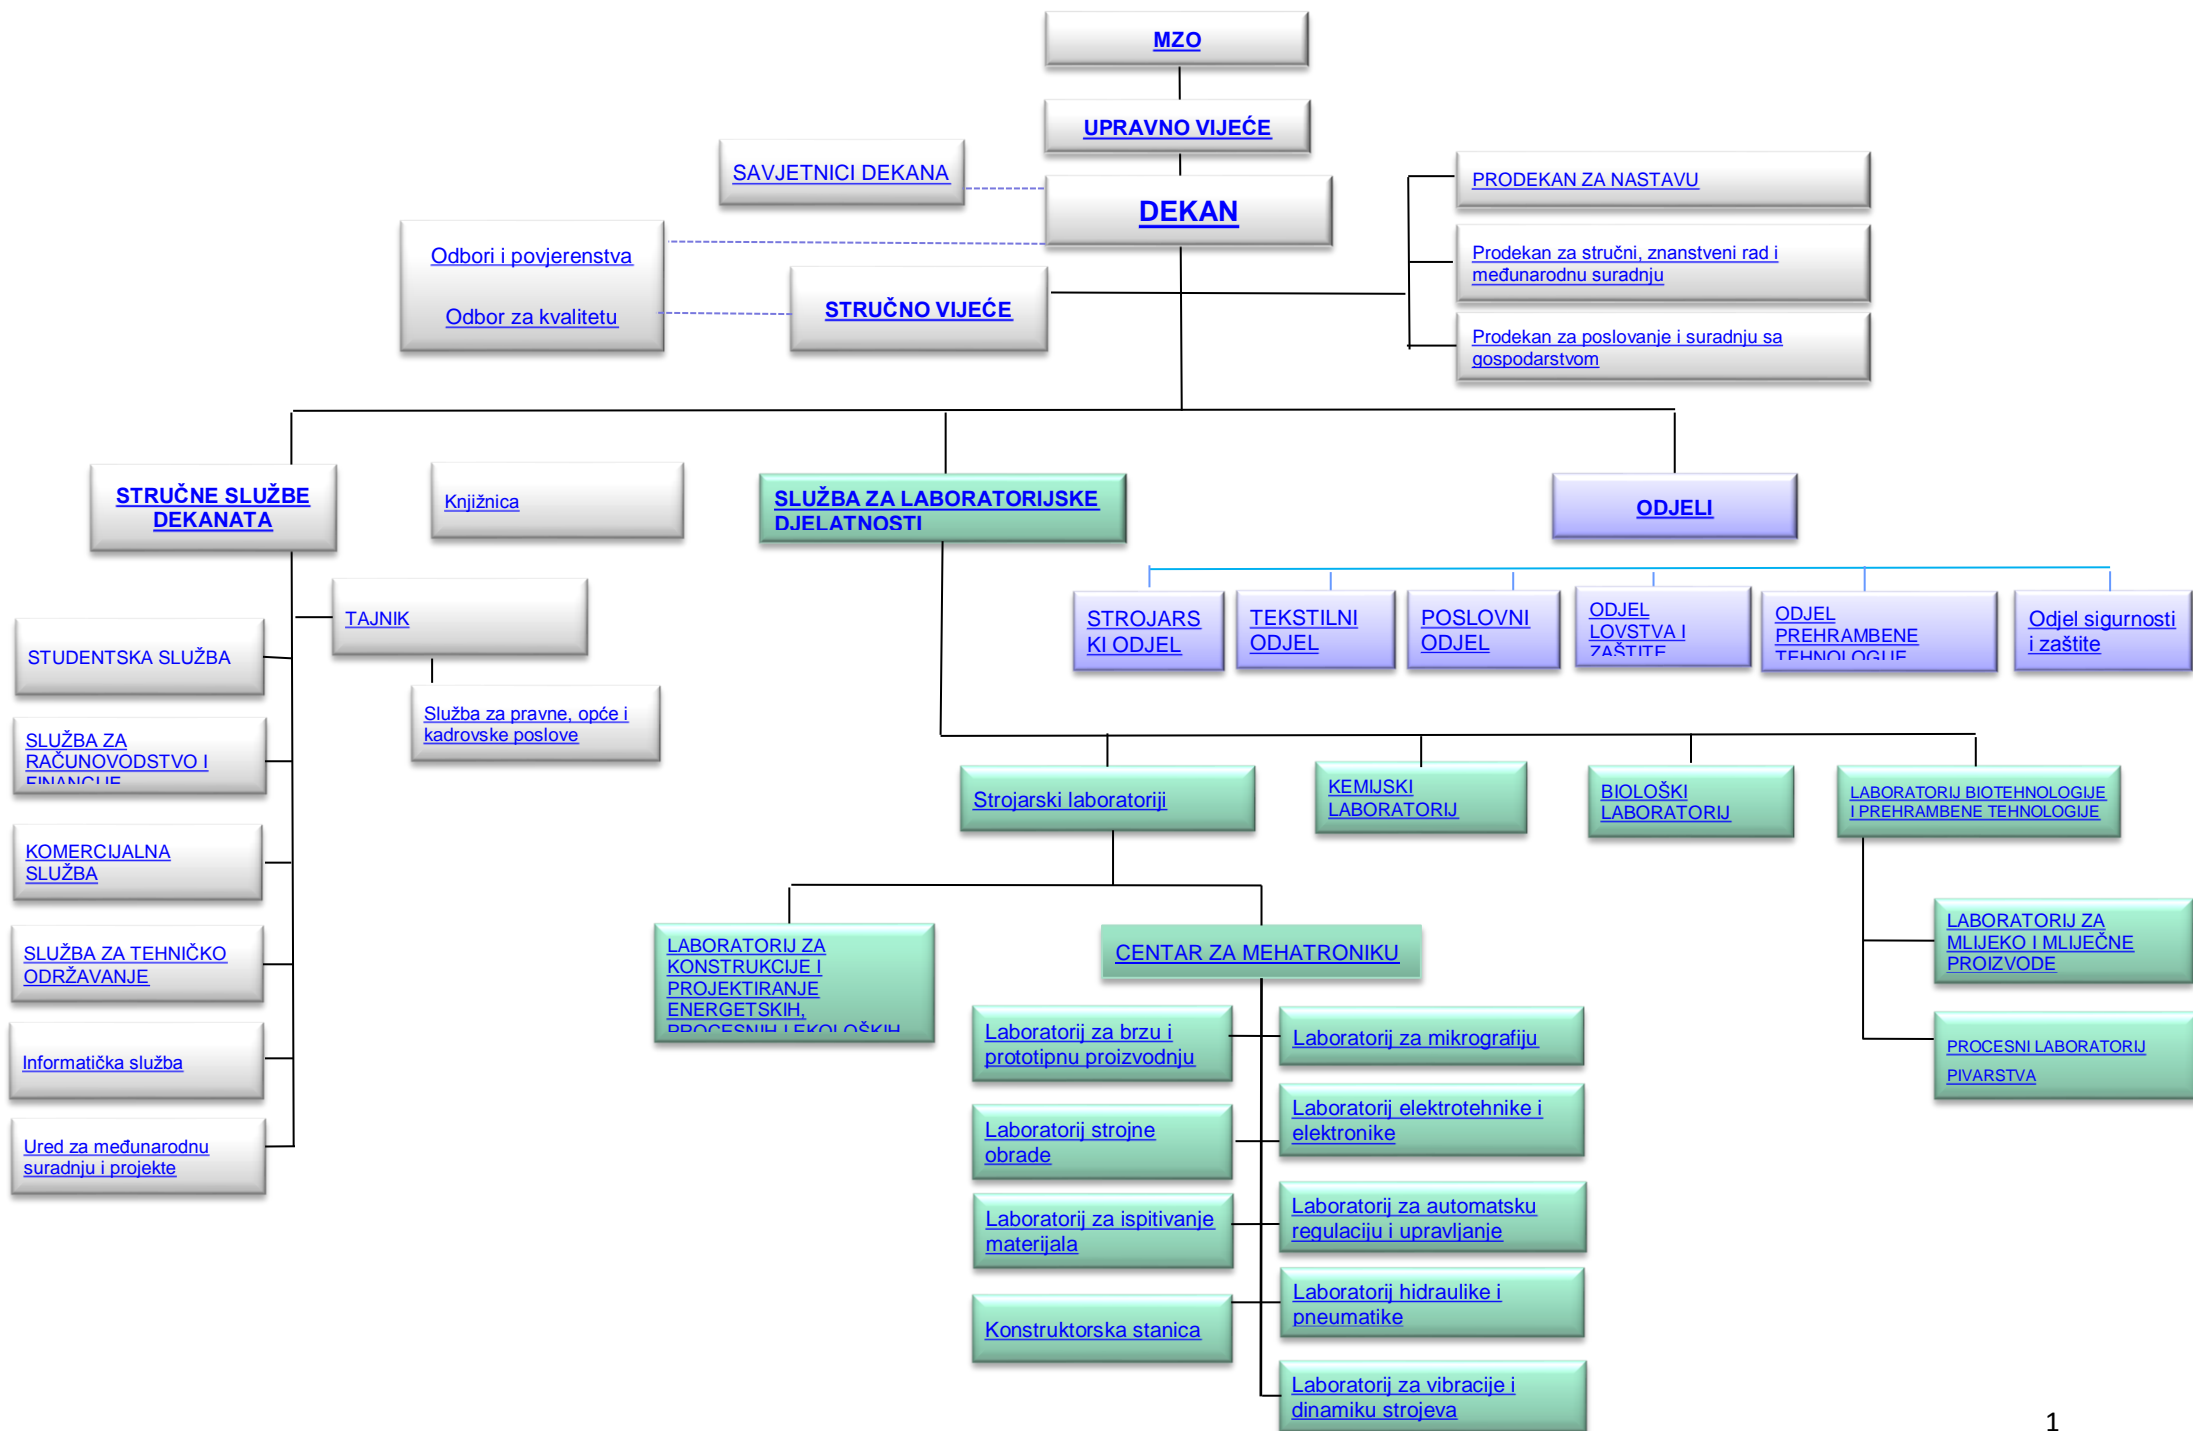 MZO
UPRAVNO VIJEĆE
SAVJETNICI DEKANA
DEKAN
PRODEKAN ZA NASTAVU
Odbori i povjerenstva
Odbor za kvalitetu
STRUČNO VIJEĆE
Prodekan za stručni, znanstveni rad i
međunarodnu suradnju
Prodekan za poslovanje i suradnju sa
gospodarstvom
STRUČNE SLUŽBE
DEKANATA
Knjižnica
SLUŽBA ZA LABORATORIJSKE
DJELATNOSTI
ODJELI
TAJNIK
STUDENTSKA SLUŽBA
Služba za pravne, opće i
kadrovske poslove
SLUŽBA ZA
RAČUNOVODSTVO I
FINANCIJE
KOMERCIJALNA
SLUŽBA
SLUŽBA ZA TEHNIČKO
ODRŽAVANJE
Informatička služba
Ured za međunarodnu
suradnju i projekte
STROJARS
KI ODJEL
TEKSTILNI
ODJEL
POSLOVNI
ODJEL
ODJEL
LOVSTVA I
ZAŠTITE
ODJEL
PREHRAMBENE
TEHNOLOGIJE
Odjel sigurnosti
i zaštite
Strojarski laboratoriji
KEMIJSKI
LABORATORIJ
BIOLOŠKI
LABORATORIJ
LABORATORIJ BIOTEHNOLOGIJE
I PREHRAMBENE TEHNOLOGIJE
LABORATORIJ ZA
KONSTRUKCIJE I
PROJEKTIRANJE
ENERGETSKIH,
PROCESNIH I EKOLOŠKIH
CENTAR ZA MEHATRONIKU
LABORATORIJ ZA
MLIJEKO I MLIJEČNE
PROIZVODE
PROCESNI LABORATORIJ
PIVARSTVA
Laboratorij za brzu i
prototipnu proizvodnju
Laboratorij za mikrografiju
Laboratorij strojne
obrade
Laboratorij elektrotehnike i
elektronike
Laboratorij za ispitivanje
materijala
Laboratorij za automatsku
regulaciju i upravljanje
Konstruktorska stanica
Laboratorij hidraulike i
pneumatike
Laboratorij za vibracije i
dinamiku strojeva
1